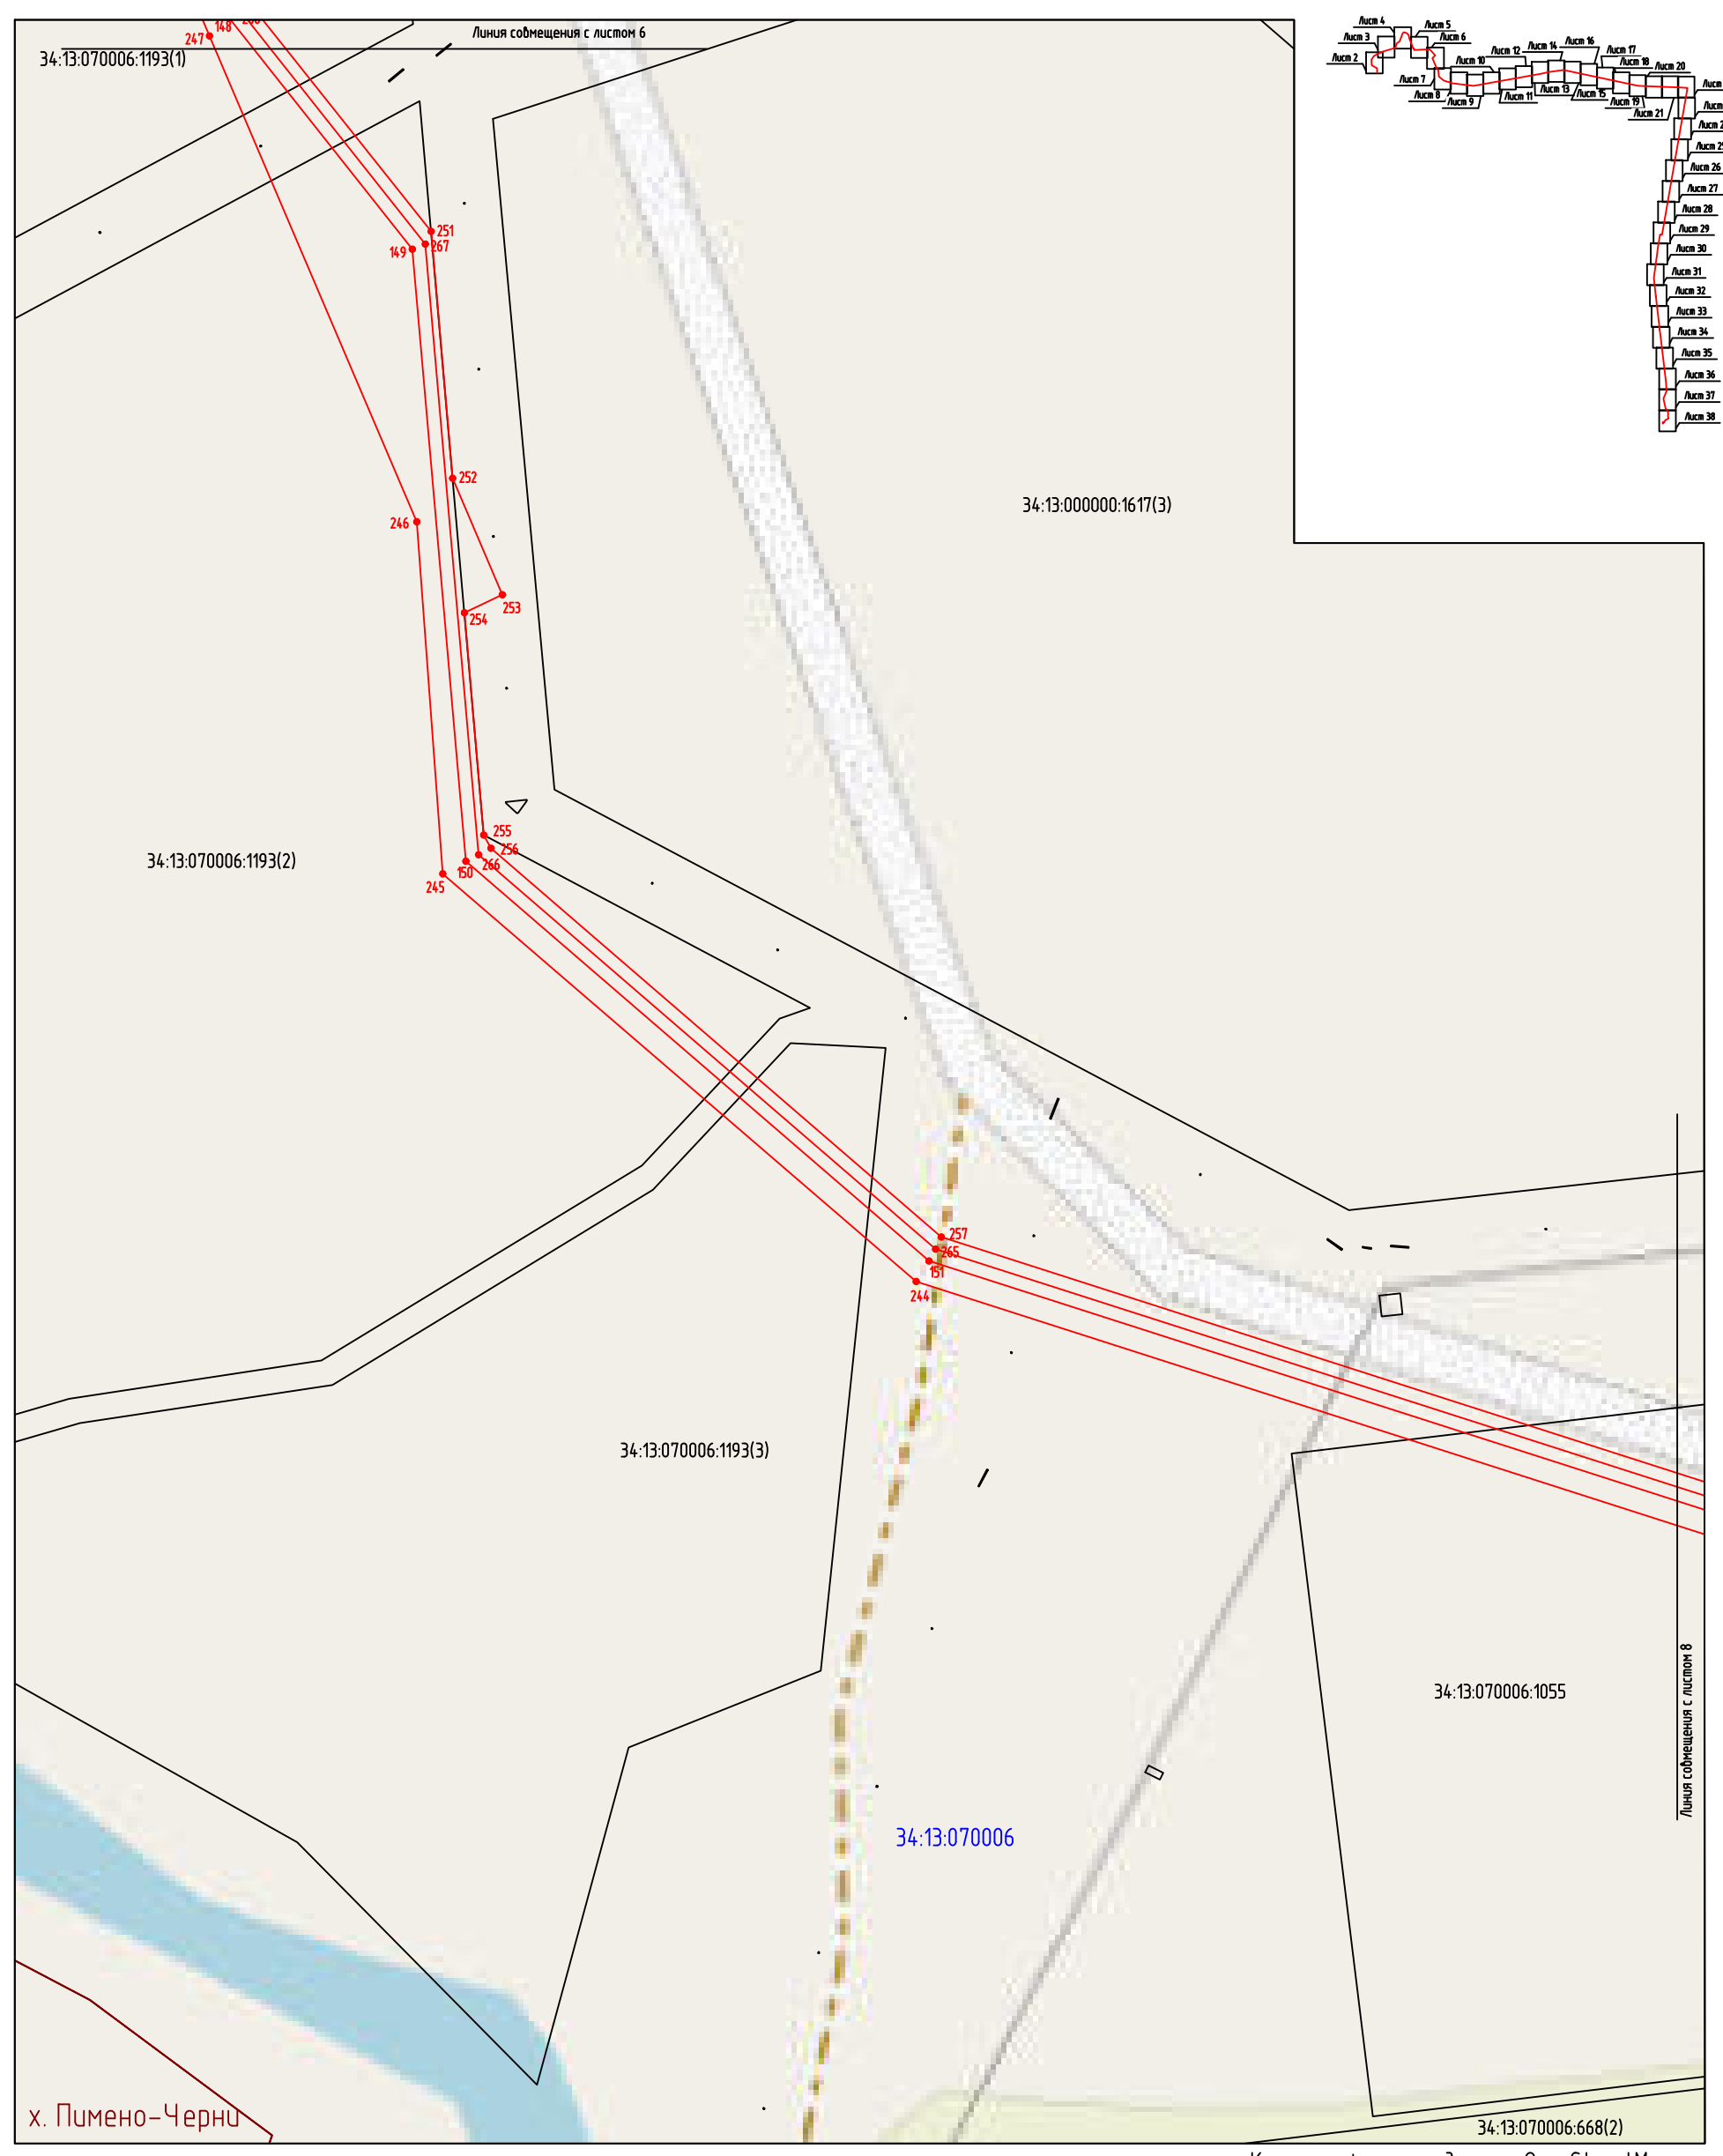 Линия совмещения с листом 6
34:13:070006:1193(1)
247
148
251
267
149
252
246
253
254
34:13:000000:1617(3)
255
256
266
150
245
34:13:070006:1193(2)
257
265
151
244
34:13:070006:1193(3)
34:13:070006:1055
Линия совмещения с листом 8
34:13:070006
х. Пимено-Черни
34:13:070006:668(2)
Лист 4
Лист 5
Лист 3
Лист 6
Лист 2
Лист 12
Лист 14
Лист 16
Лист 17
Лист 10
Лист 18
Лист 20
Лист 7
Лист 8
Лист 9
Лист 11
Лист 13
Лист 15
Лист 19
Лист 21
Лист
Лист 25
Лист 26
Лист 27
Лист 28
Лист 29
Лист 30
Лист 31
Лист 32
Лист 33
Лист 34
Лист 35
Лист 36
Лист 37
Лист 38